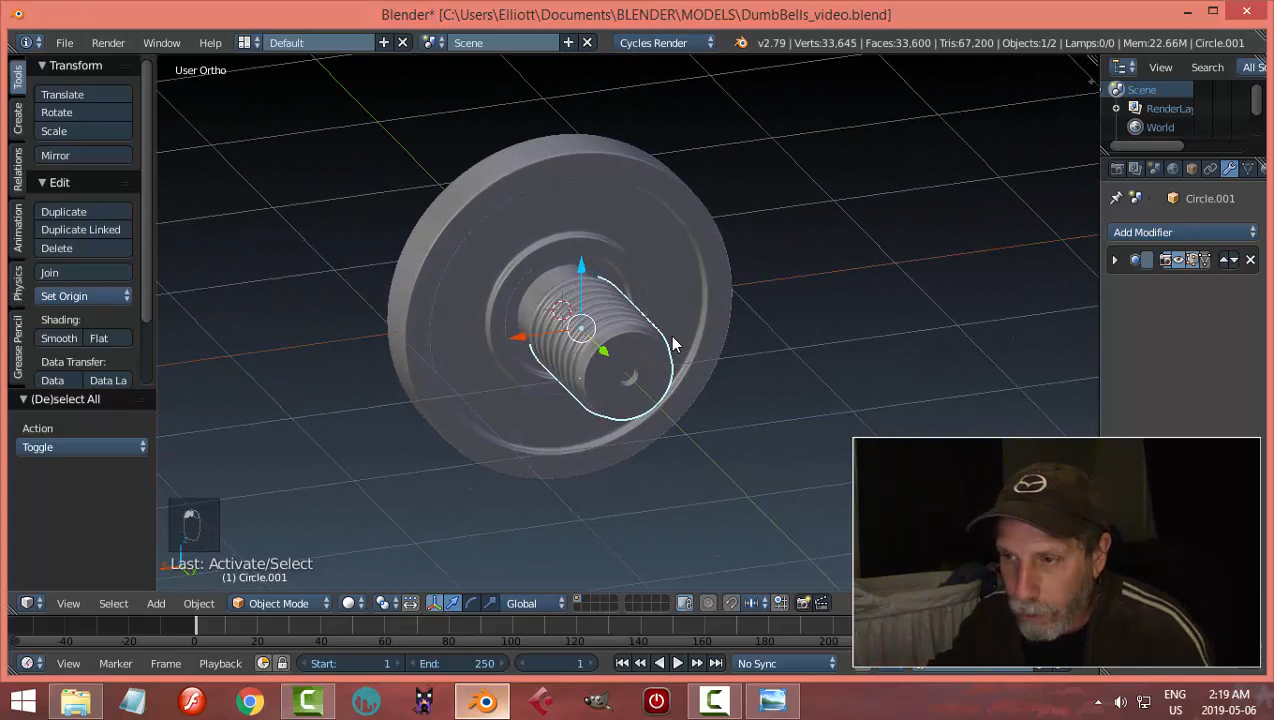 Blender* [C:\Users\Elliott\Documents\BLENDER\MODELS\DumbBells_video.blend]
File Render Window Help Default Scene Cycles Render v2.79 | Verts:33,645 | Faces:33,600 | Tris:67,200 | Objects:1/2 | Lamps:0/0 | Mem:22.66M | Circle.001
Tools
Create
Relations
Animation
Physics
Grease Pencil
Transform
Translate
Rotate
Scale
Mirror
Edit
Duplicate
Duplicate Linked
Delete
Join
Set Origin
Shading:
Smooth Flat
Data Transfer:
Data Data La
(De)select All
Action
Toggle
User Ortho
Last: Activate/Select
(1) Circle.001
View Search All S
Scene
RenderLay
World
Circle.001
Add Modifier
View Select Add Object Object Mode Global
-40 -20 0 20 40 60 80 100 120 140 160 180 200
View Marker Frame Playback Start: 1 End: 250 1 No Sync
ENG 2:19 AM
US 2019-05-06